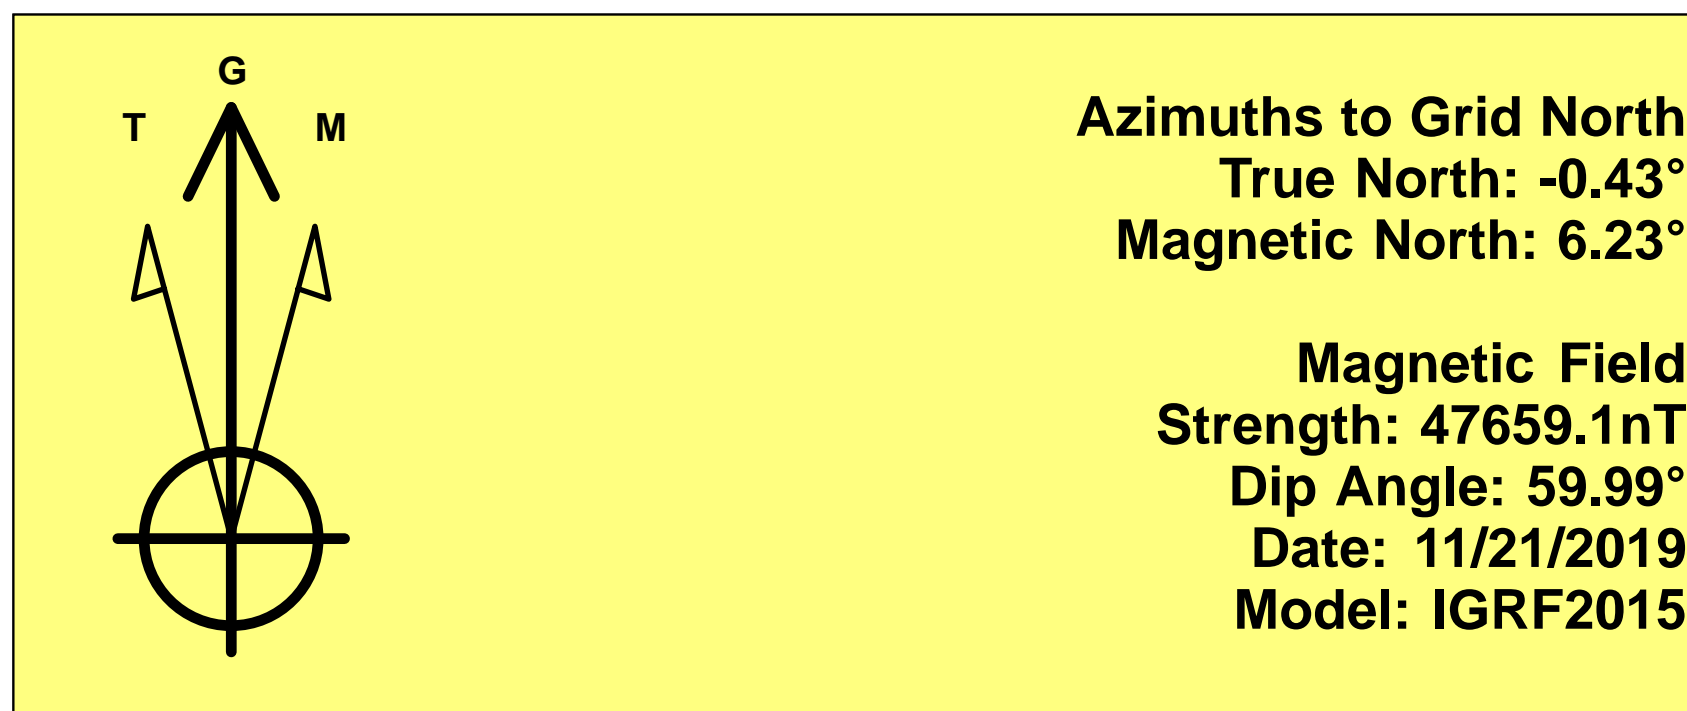 G
T M
Azimuths to Grid North
True North: -0.43°
Magnetic North: 6.23°
Magnetic Field
Strength: 47659.1nT
Dip Angle: 59.99°
Date: 11/21/2019
Model: IGRF2015